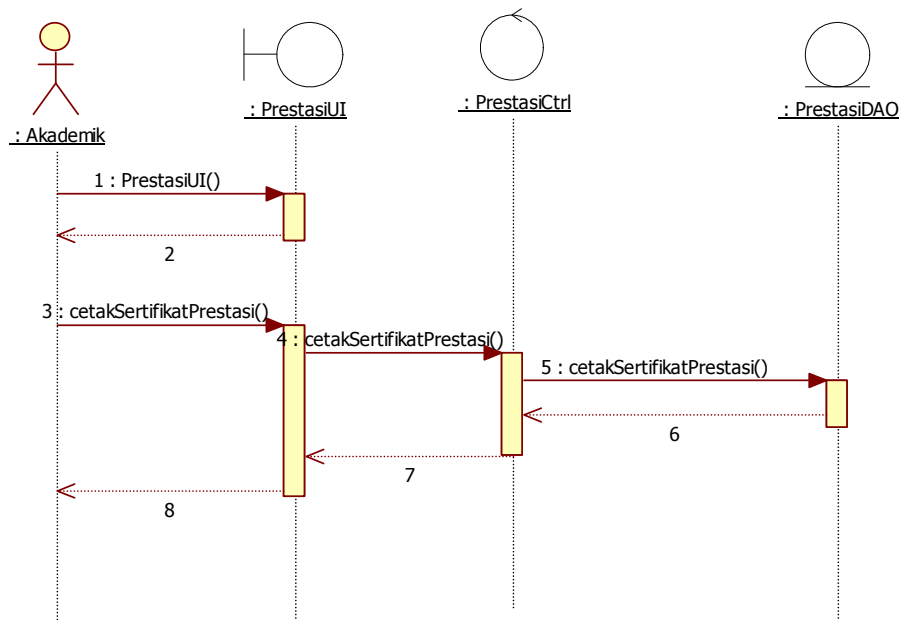 : Akademik
: PrestasiUI
: PrestasiCtrl
: PrestasiDAO
1 : PrestasiUI()
2
3 : cetakSertifikatPrestasi()
4 : cetakSertifikatPrestasi()
5 : cetakSertifikatPrestasi()
6
7
8